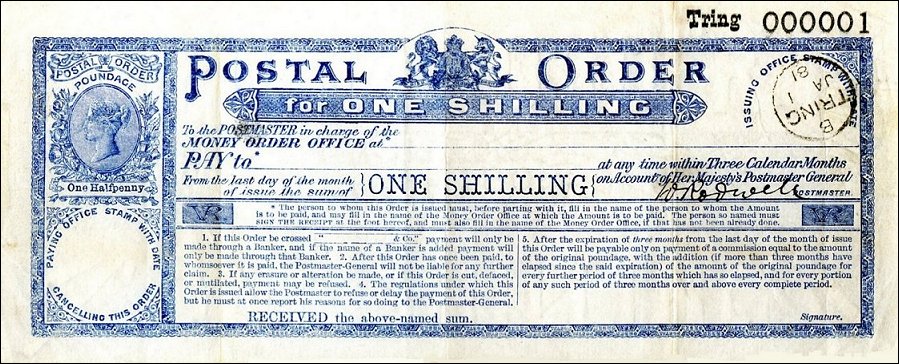 Tring 000001
POSTAL ORDER
POUNDAGE
One Halfpenny
POSTAL ORDER
for ONE SHILLING
ISSUING OFFICE STAMP WITH DATE
B
TRING
1
JA
81
To the POSTMASTER in charge of the
MONEY ORDER OFFICE at*
PAY to*
From the last day of the month
of issue the sum of
ONE SHILLING
at any time within Three Calendar Months
on Account of Her Majesty's Postmaster General
POSTMASTER.
VR
* The person to whom this Order is issued must, before parting with it, fill in the name of the person to whom the Amount
is to be paid, and may fill in the name of the Money Order Office at which the Amount is to be paid. The person so named must
SIGN THE RECEIPT at the foot hereof, and must also fill in the name of the Money Order Office, if that has not been already done.
VR
PAYING OFFICE STAMP WITH DATE
CANCELLING THIS ORDER
1. If this Order be crossed "________ & Co." payment will only be
made through a Banker, and if the name of a Banker is added payment will
only be made through that Banker. 2. After this Order has once been paid, to
whomsoever it is paid, the Postmaster-General will not be liable for any further
claim. 3. If any erasure or alteration be made, or if this Order is cut, defaced,
or mutilated, payment may be refused. 4. The regulations under which this
Order is issued allow the Postmaster to refuse or delay the payment of this Order,
but he must at once report his reasons for so doing to the Postmaster-General.
5. After the expiration of three months from the last day of the month of issue
this Order will be payable only on payment of a commission equal to the amount
of the original poundage, with the addition (if more than three months have
elapsed since the said expiration) of the amount of the original poundage for
every further period of three months which has so elapsed, and for every portion
of any such period of three months over and above every complete period.
RECEIVED the above-named sum.
Signature.